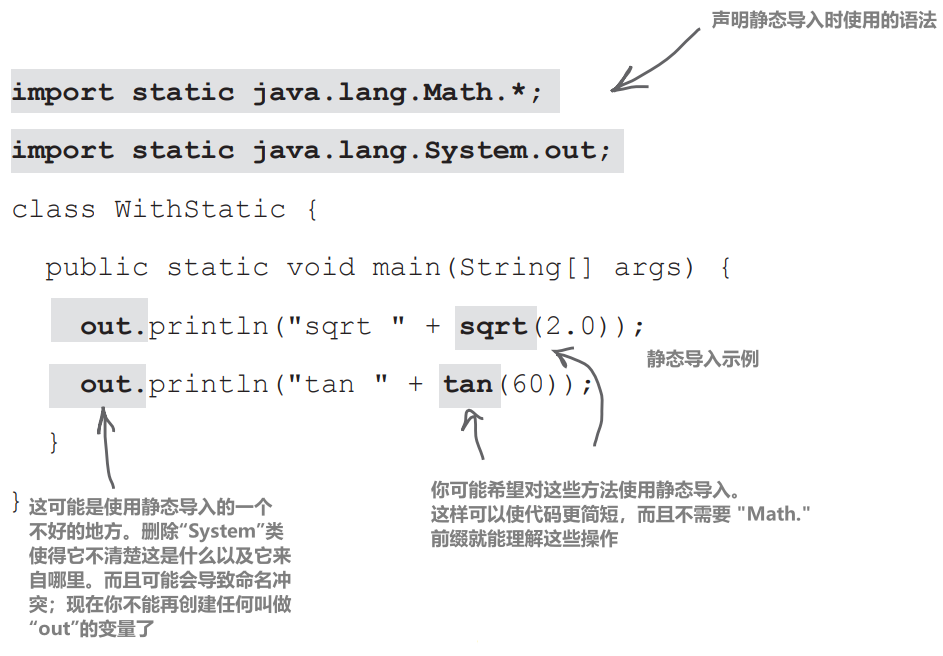 声明静态导入时使用的语法
import static java.lang.Math.*;
import static java.lang.System.out;
class WithStatic {
public static void main(String[] args) {
out.println("sqrt " + sqrt(2.0));
静态导入示例
out.println("tan " + tan(60));
}
}
这可能是使用静态导入的一个
不好的地方。删除“System”类
使得它不清楚这是什么以及它来
自哪里。而且可能会导致命名冲
突；现在你不能再创建任何叫做
“out”的变量了
你可能希望对这些方法使用静态导入。
这样可以使代码更简短，而且不需要 "Math."
前缀就能理解这些操作